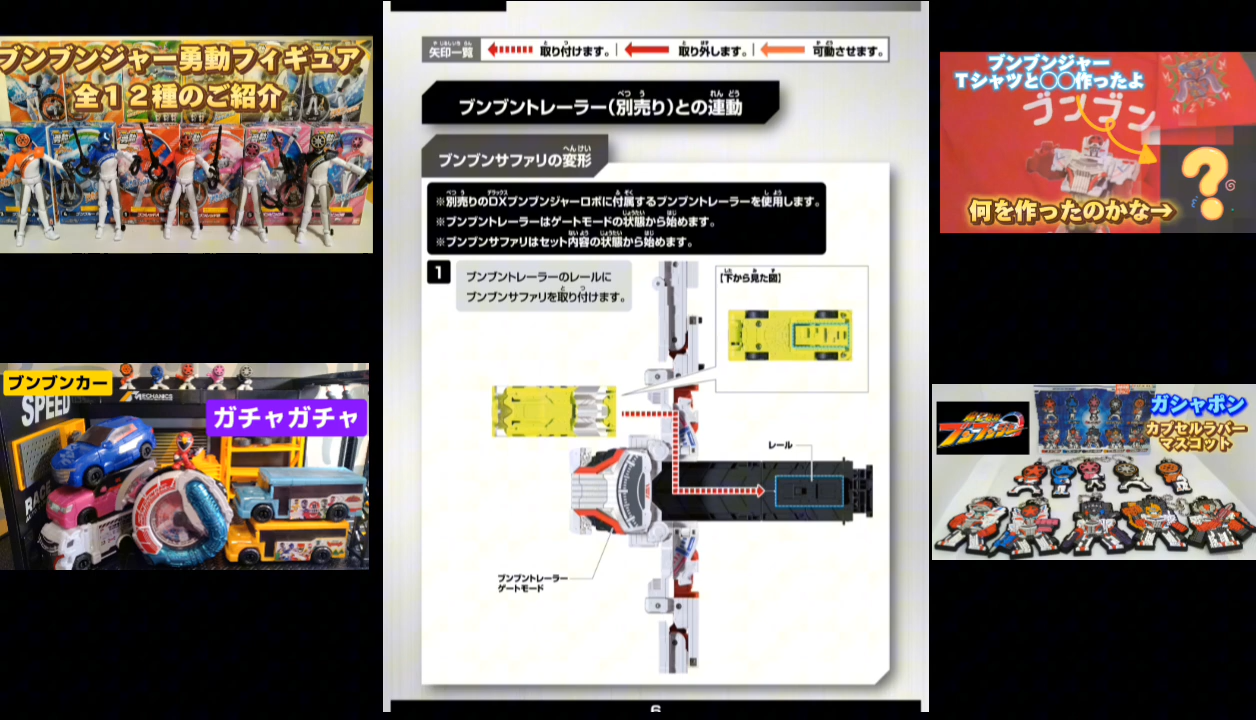 ブンブンジャー勇動フィギュア
全12種のご紹介
ブンブンカー
ガチャガチャ
SPEED
MECHANICS
RACE
矢印一覧
取り付けます。
取り外します。
可動させます。
ブンブントレーラー(別売り)との連動
ブンブンサファリの変形
※別売りのDXブンブンジャーロボに付属するブンブントレーラーを使用します。
※ブンブントレーラーはゲートモードの状態から始めます。
※ブンブンサファリはセット内容の状態から始めます。
1
ブンブントレーラーのレールに
ブンブンサファリを取り付けます。
【下から見た図】
レール
ブンブントレーラー
ゲートモード
6
ブンブンジャー
Tシャツと〇〇作ったよ
ブンブン
?
何を作ったのかな→
ガシャポン
カプセルラバー
マスコット